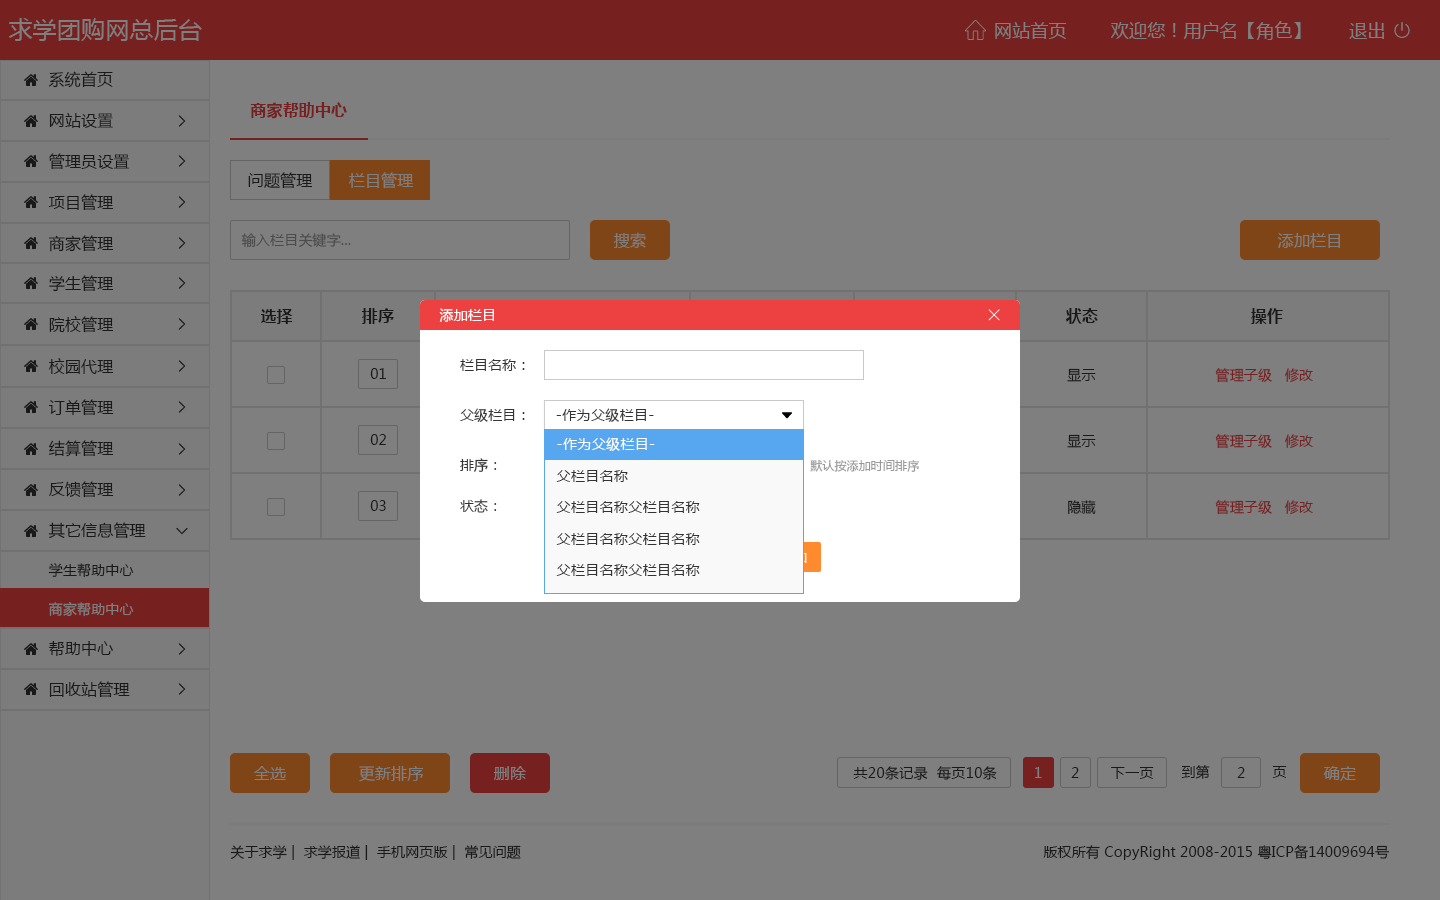 求学团购网总后台
网站首页 欢迎您！用户名【角色】 退出
系统首页
网站设置
管理员设置
项目管理
商家管理
学生管理
院校管理
校园代理
订单管理
结算管理
反馈管理
其它信息管理
学生帮助中心
商家帮助中心
帮助中心
回收站管理
商家帮助中心
问题管理 栏目管理
输入栏目关键字... 搜索 添加栏目
选择 排序 状态 操作
01 显示 管理子级 修改
02 显示 管理子级 修改
03 隐藏 管理子级 修改
添加栏目
栏目名称：
父级栏目： -作为父级栏目-
-作为父级栏目-
排序： 默认按添加时间排序
父栏目名称
状态： 父栏目名称父栏目名称
父栏目名称父栏目名称
父栏目名称父栏目名称
全选 更新排序 删除 共20条记录 每页10条 1 2 下一页 到第 2 页 确定
关于求学 | 求学报道 | 手机网页版 | 常见问题
版权所有 CopyRight 2008-2015 粤ICP备14009694号